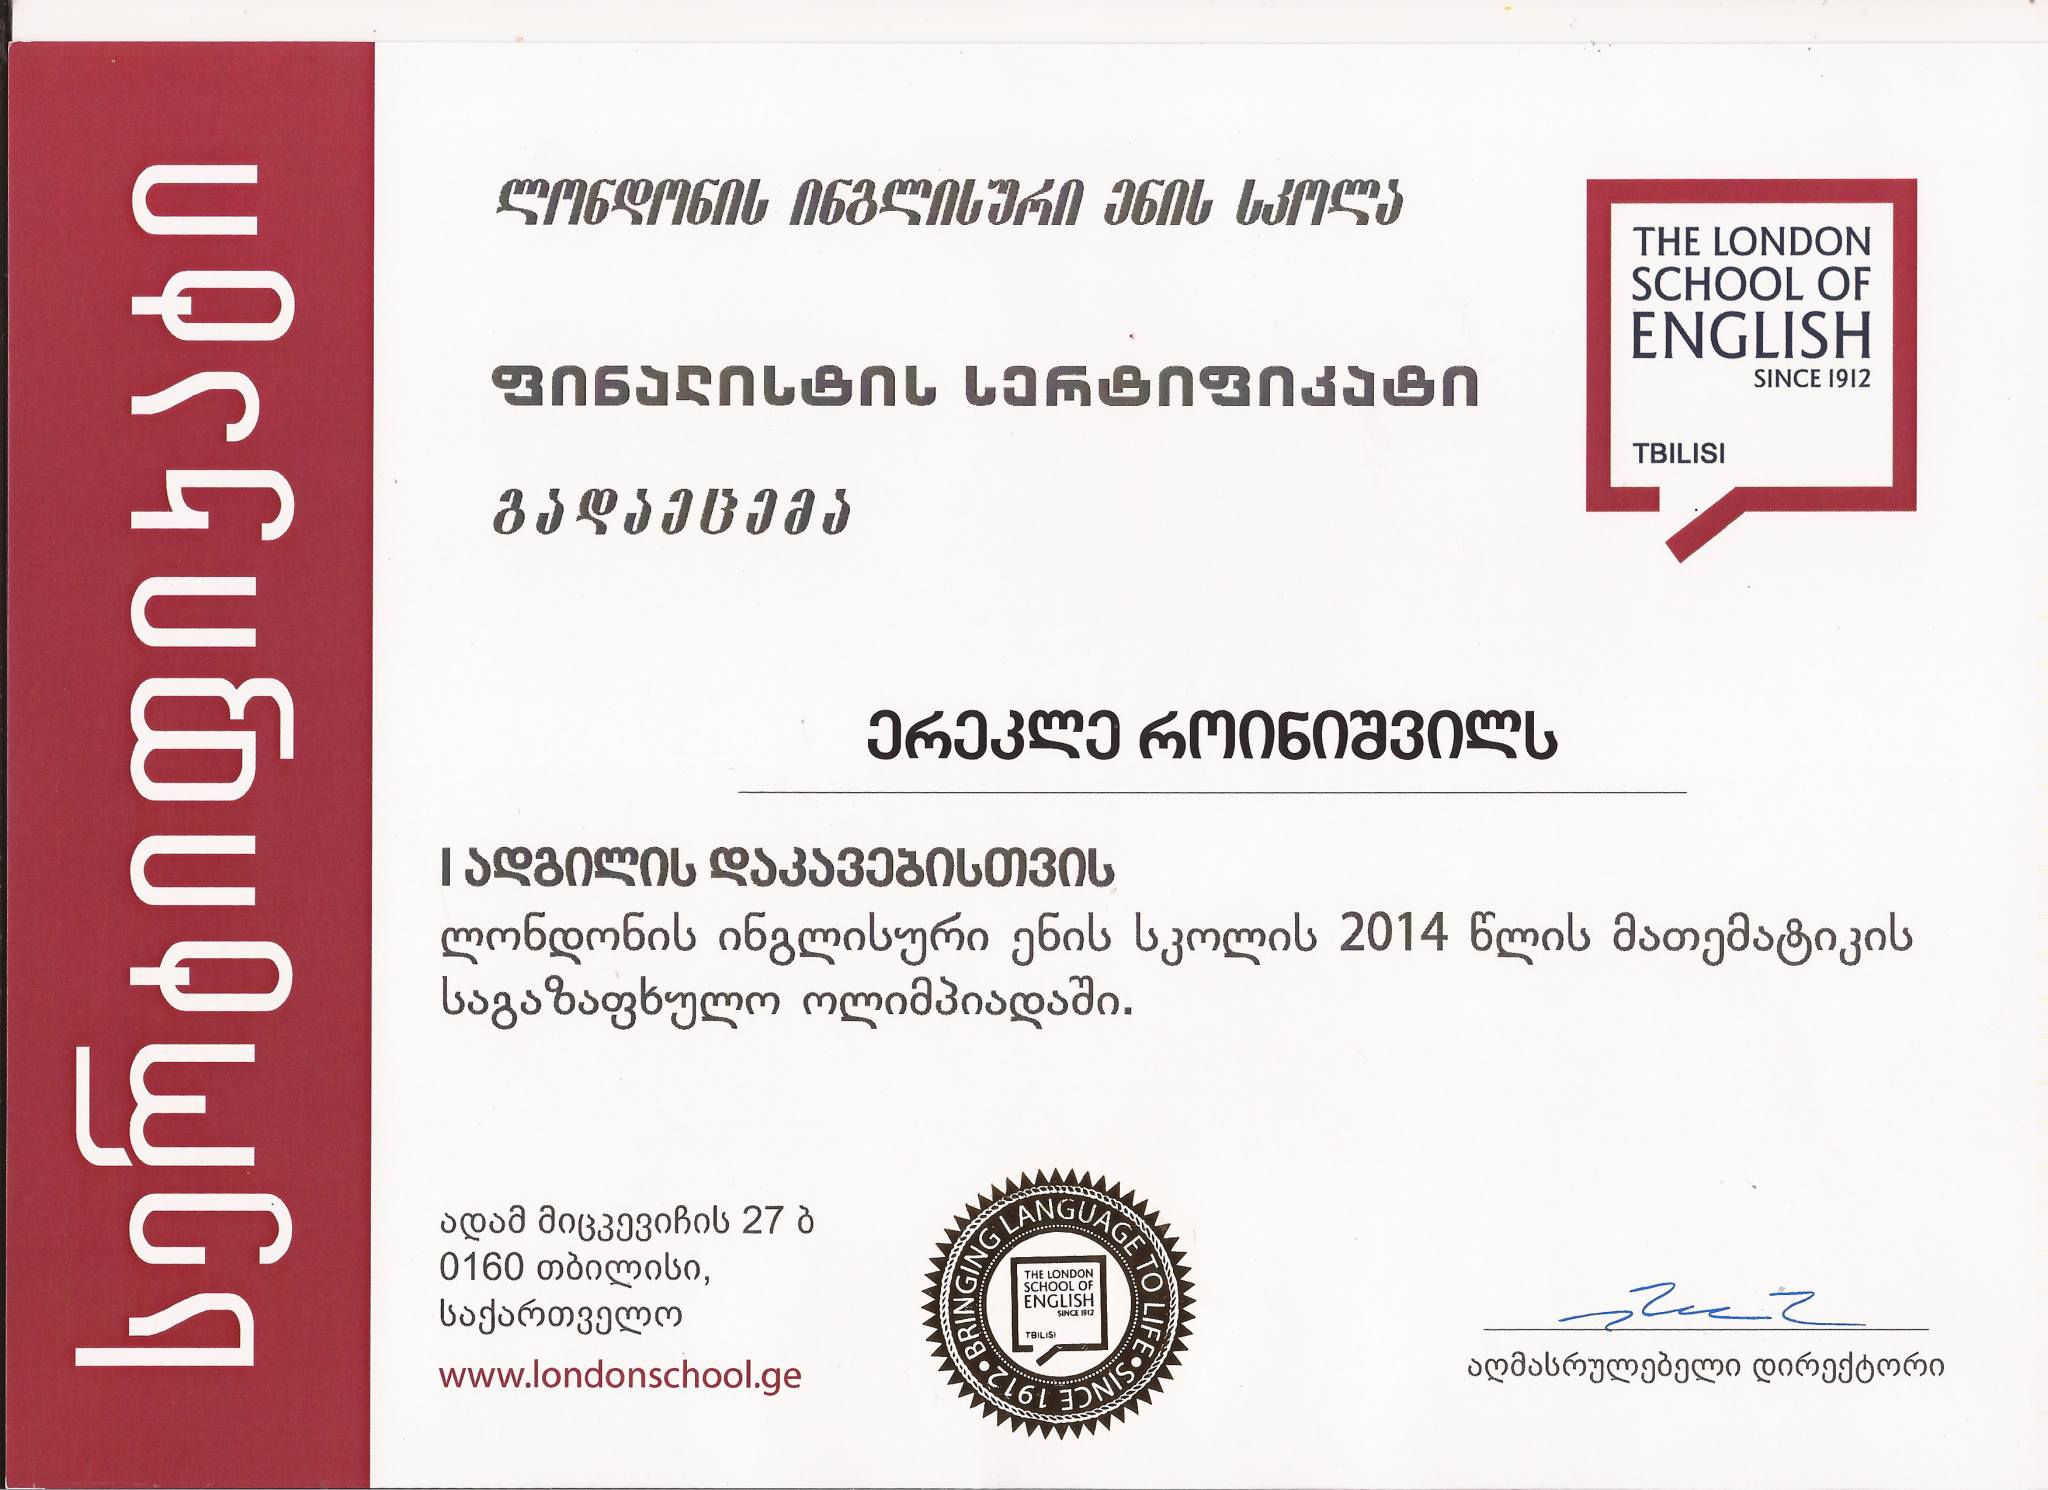 სერტიფიკატი
ლონდონის ინგლისური ენის სკოლა
ფინალისტის სერტიფიკატი
გადაეცემა
THE LONDON
SCHOOL OF
ENGLISH
SINCE 1912
TBILISI
ერეკლე როინიშვილს
I ადგილის დაკავებისთვის
ლონდონის ინგლისური ენის სკოლის 2014 წლის მათემატიკის
საგაზაფხულო ოლიმპიადაში.
ადამ მიცკევიჩის 27 ბ
0160 თბილისი,
საქართველო
www.londonschool.ge
BRINGING LANGUAGE TO LIFE • SINCE 1912 •
THE LONDON
SCHOOL OF
ENGLISH
SINCE 1912
TBILISI
აღმასრულებელი დირექტორი